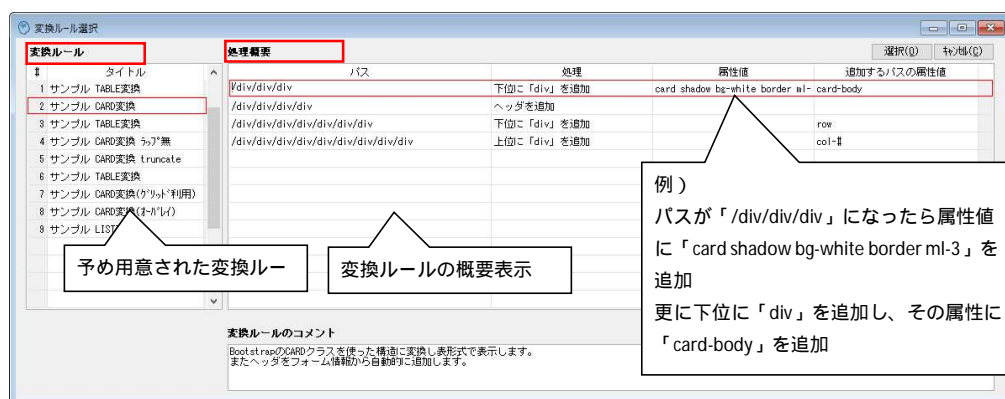 変換ルール選択
変換ルール
処理概要
選択(O) ｷｬﾝｾﾙ(C)
# タイトル
1 サンプル TABLE変換
2 サンプル CARD変換
3 サンプル TABLE変換
4 サンプル CARD変換 ﾗｯﾌﾟ無
5 サンプル CARD変換 truncate
6 サンプル TABLE変換
7 サンプル CARD変換(ｸﾞﾘｯﾄﾞ利用)
8 サンプル CARD変換(ｵｰﾊﾞﾚｲ)
9 サンプル LIST
パス 処理 属性値 追加するパスの属性値
/div/div/div 下位に「div」を追加 card shadow bg-white border ml- card-body
/div/div/div/div ヘッダを追加
/div/div/div/div/div/div/div 下位に「div」を追加 row
/div/div/div/div/div/div/div/div/div 上位に「div」を追加 col-#
予め用意された変換ルー
変換ルールの概要表示
例）
パスが「/div/div/div」になったら属性値
に「card shadow bg-white border ml-3」を
追加
更に下位に「div」を追加し、その属性に
「card-body」を追加
変換ルールのコメント
BootstrapのCARDクラスを使った構造に変換し表形式で表示します。
またヘッダをフォーム情報から自動的に追加します。